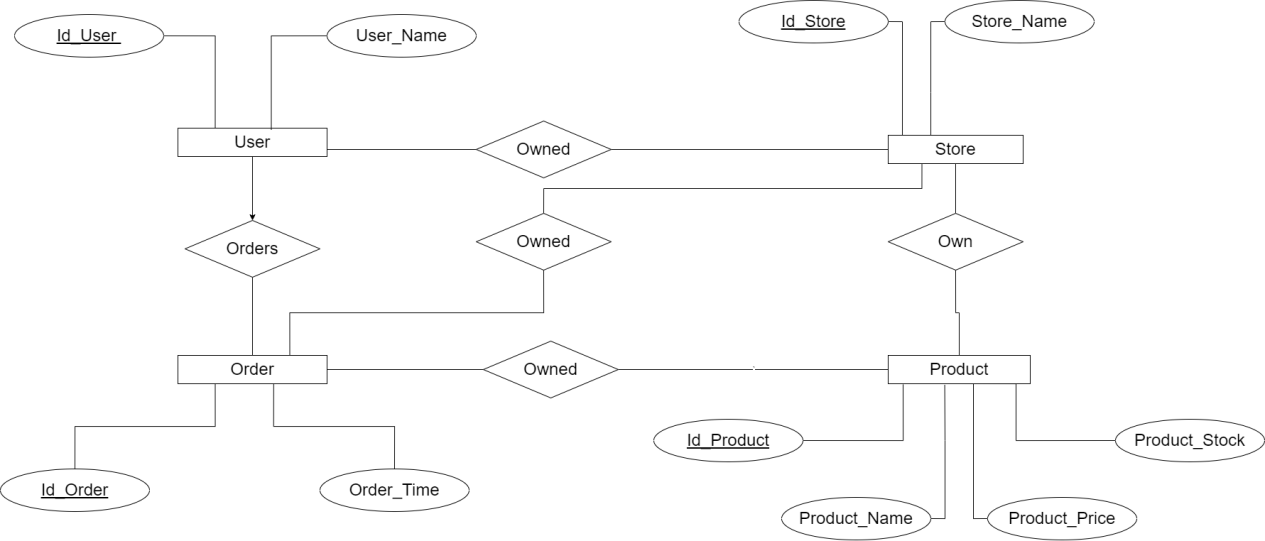 Id_User
User_Name
Id_Store
Store_Name
User
Owned
Store
Orders
Owned
Own
Order
Owned
Product
Id_Product
Product_Stock
Id_Order
Order_Time
Product_Name
Product_Price